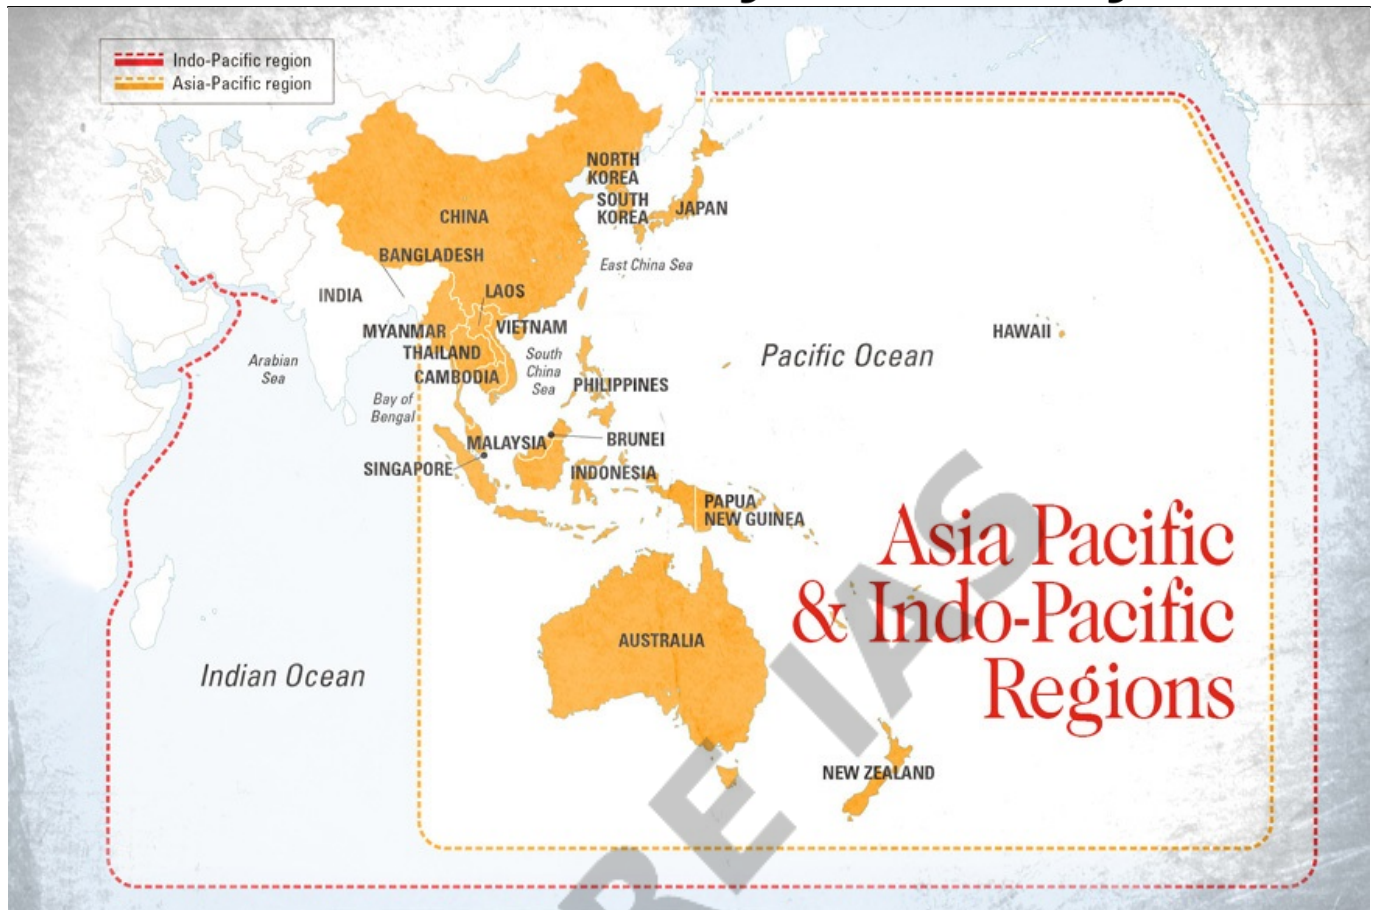 Indo-Pacific region
Asia-Pacific region
NORTH
KOREA
SOUTH
KOREA
JAPAN
CHINA
BANGLADESH
East China Sea
INDIA
LAOS
MYANMAR
VIETNAM
THAILAND
CAMBODIA
South
China
Sea
HAWAII
Pacific Ocean
Arabian
Sea
Bay of
Bengal
PHILIPPINES
MALAYSIA
BRUNEI
SINGAPORE
INDONESIA
PAPUA
NEW GUINEA
Asia Pacific
& Indo-Pacific
Regions
AUSTRALIA
Indian Ocean
NEW ZEALAND
RE IAS